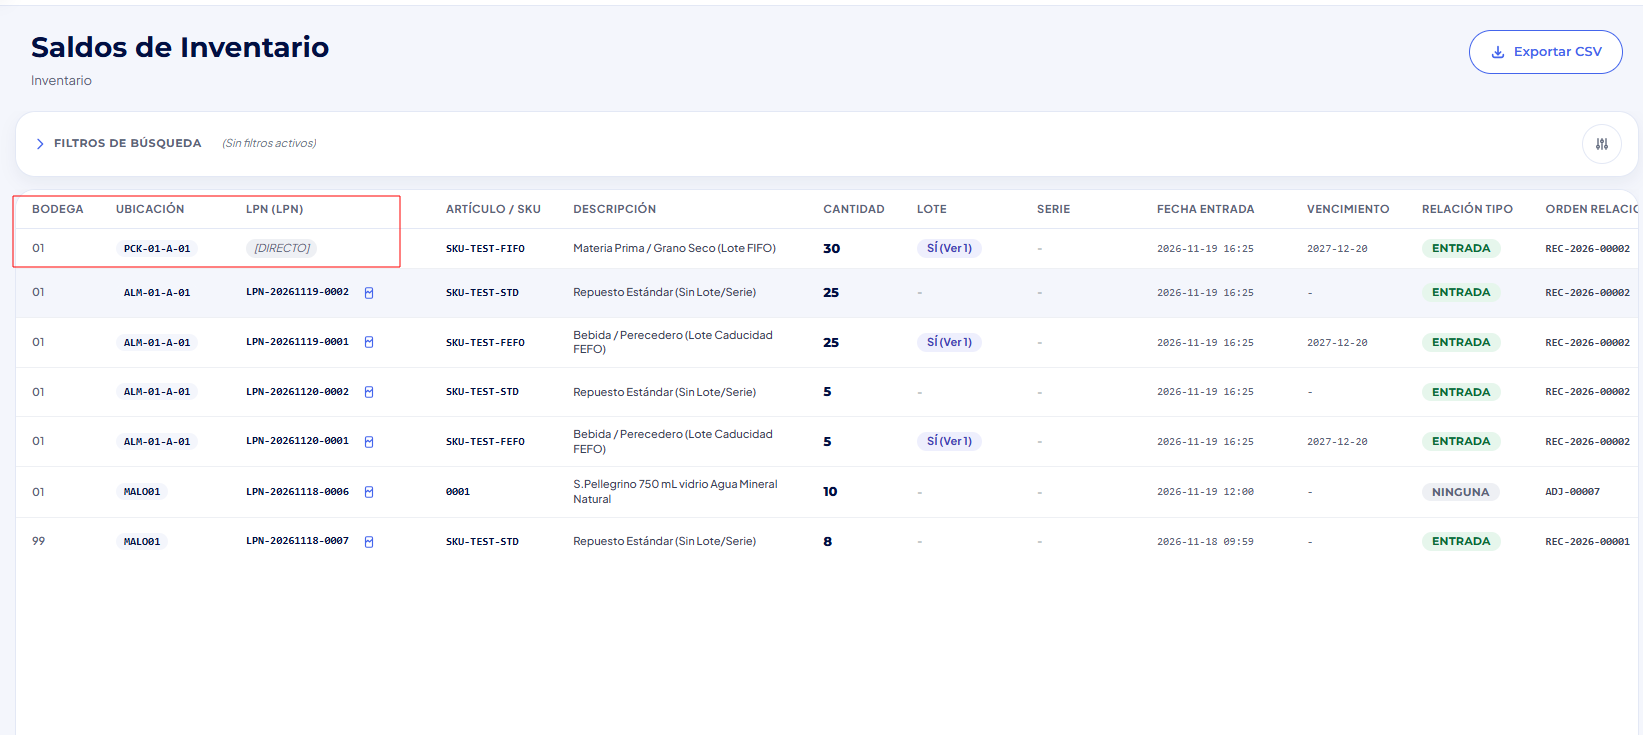 Saldos de Inventario
Inventario
Exportar CSV
FILTROS DE BÚSQUEDA (Sin filtros activos)
BODEGA UBICACIÓN LPN (LPN) ARTÍCULO / SKU DESCRIPCIÓN CANTIDAD LOTE SERIE FECHA ENTRADA VENCIMIENTO RELACIÓN TIPO ORDEN RELACIO
01 PCK-01-A-01 [DIRECTO] SKU-TEST-FIFO Materia Prima / Grano Seco (Lote FIFO) 30 SÍ (Ver 1) - 2026-11-19 16:25 2027-12-20 ENTRADA REC-2026-00002
01 ALM-01-A-01 LPN-20261119-0002 SKU-TEST-STD Repuesto Estándar (Sin Lote/Serie) 25 - - 2026-11-19 16:25 - ENTRADA REC-2026-00002
01 ALM-01-A-01 LPN-20261119-0001 SKU-TEST-FEFO Bebida / Perecedero (Lote Caducidad
FEFO) 25 SÍ (Ver 1) - 2026-11-19 16:25 2027-12-20 ENTRADA REC-2026-00002
01 ALM-01-A-01 LPN-20261120-0002 SKU-TEST-STD Repuesto Estándar (Sin Lote/Serie) 5 - - 2026-11-19 16:25 - ENTRADA REC-2026-00002
01 ALM-01-A-01 LPN-20261120-0001 SKU-TEST-FEFO Bebida / Perecedero (Lote Caducidad
FEFO) 5 SÍ (Ver 1) - 2026-11-19 16:25 2027-12-20 ENTRADA REC-2026-00002
01 MALO01 LPN-20261118-0006 0001 S.Pellegrino 750 mL vidrio Agua Mineral
Natural 10 - - 2026-11-19 12:00 - NINGUNA ADJ-00007
99 MALO01 LPN-20261118-0007 SKU-TEST-STD Repuesto Estándar (Sin Lote/Serie) 8 - - 2026-11-18 09:59 - ENTRADA REC-2026-00001